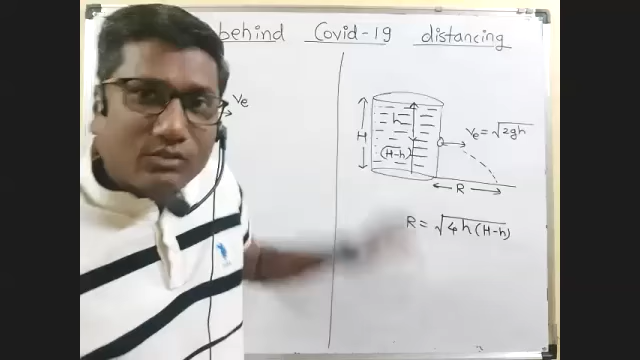 behind Covid-19 distancing
Ve
H
h
(H-h)
Ve = √2gh
R
R = √4h(H-h)